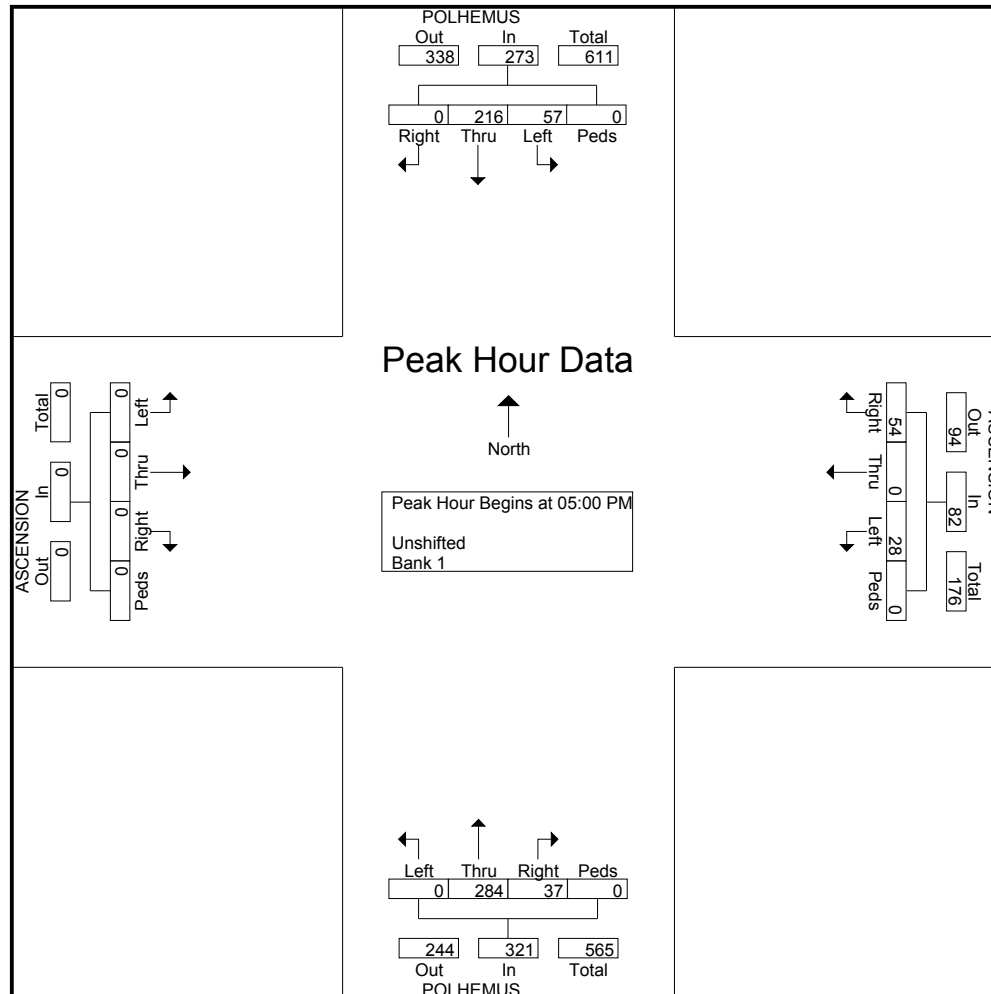 POLHEMUS
Out In Total
338 273 611
0 216 57 0
Right Thru Left Peds
Peak Hour Data
North
Peak Hour Begins at 05:00 PM
Unshifted
Bank 1
ASCENSION
Out In Total
0 0 0
0 0 0 0
Left Thru Right Peds
ASCENSION
Out In Total
94 82 176
54 0 28 0
Right Thru Left Peds
Left Thru Right Peds
0 284 37 0
244 321 565
Out In Total
POLHEMUS